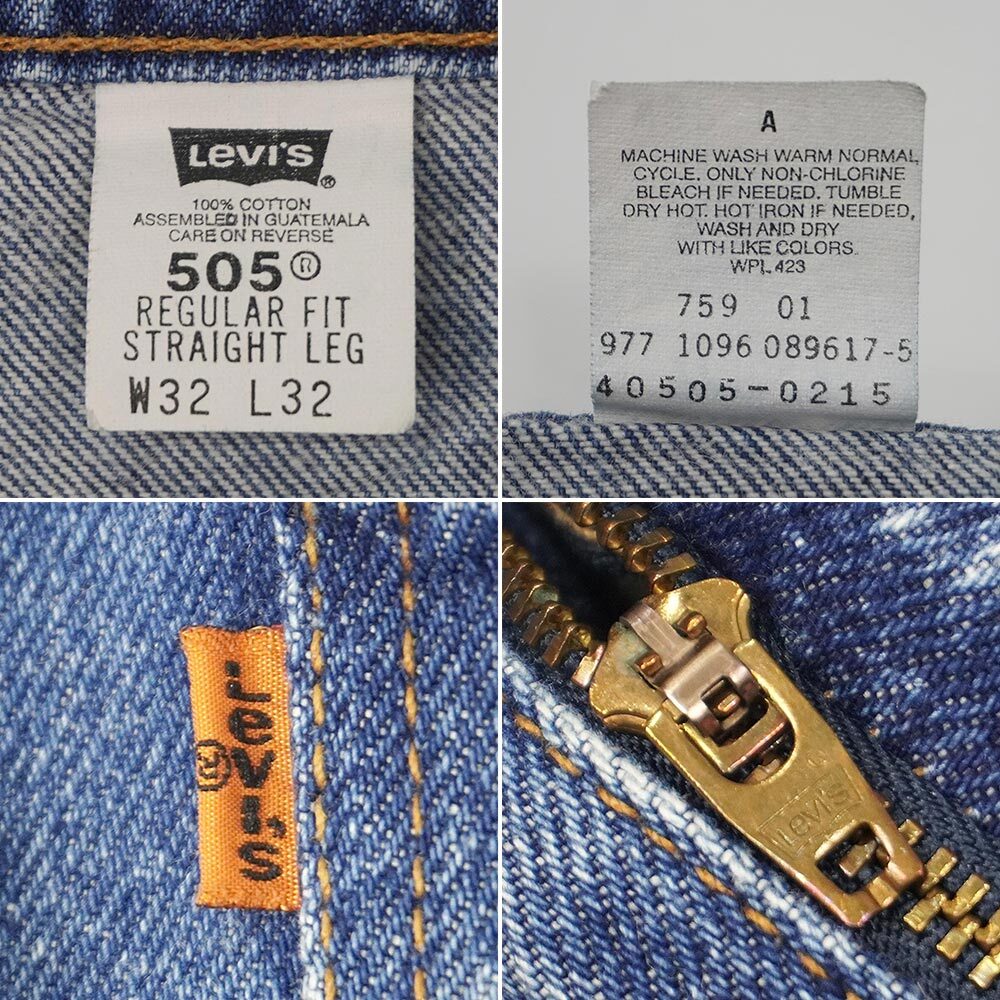 Levi's®
100% COTTON
ASSEMBLED IN GUATEMALA
CARE ON REVERSE
505®
REGULAR FIT
STRAIGHT LEG
W32 L32
A
MACHINE WASH WARM NORMAL
CYCLE. ONLY NON-CHLORINE
BLEACH IF NEEDED. TUMBLE
DRY HOT. HOT IRON IF NEEDED,
WASH AND DRY
WITH LIKE COLORS.
WPL 423
759 01
977 1096 089617-5
40505-0215
Levi's®
Levi's